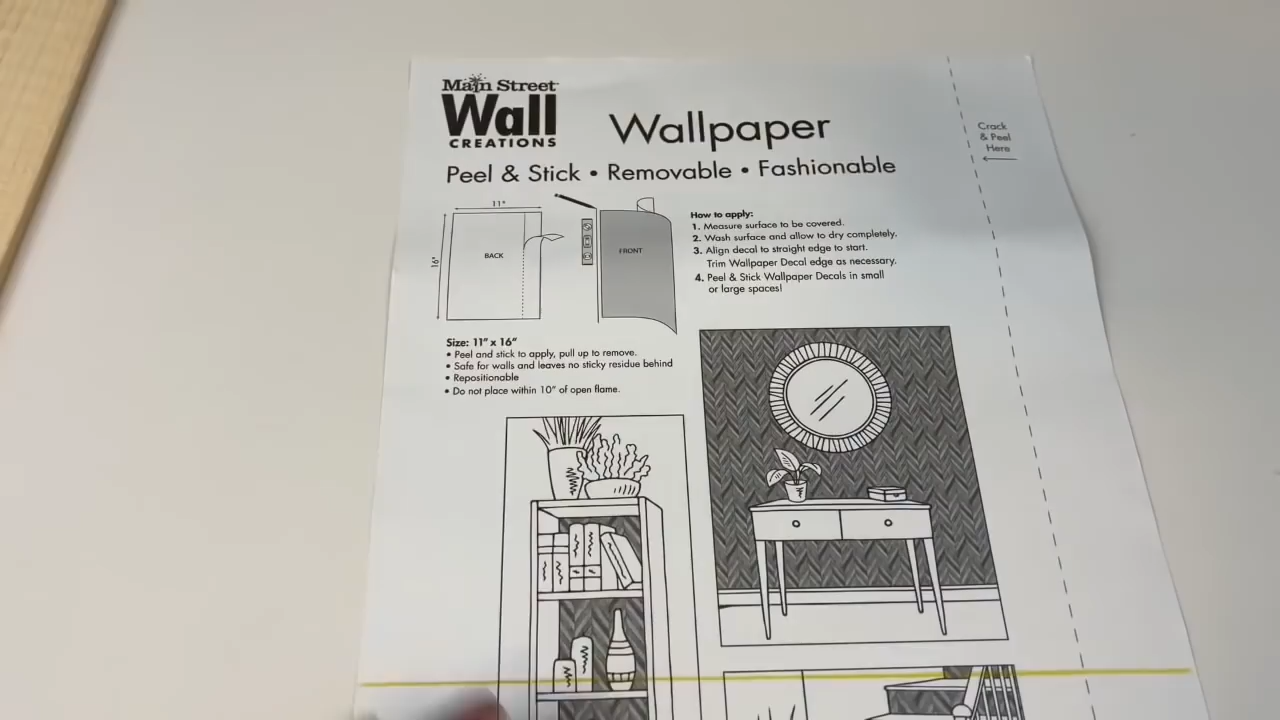 Main Street
Wall
CREATIONS
Wallpaper
Peel & Stick • Removable • Fashionable
Crack
& Peel
Here
11"
16"
BACK
FRONT
How to apply:
1. Measure surface to be covered.
2. Wash surface and allow to dry completely.
3. Align decal to straight edge to start.
Trim Wallpaper Decal edge as necessary.
4. Peel & Stick Wallpaper Decals in small
or large spaces!
Size: 11" x 16"
• Peel and stick to apply, pull up to remove.
• Safe for walls and leaves no sticky residue behind
• Repositionable
• Do not place within 10" of open flame.